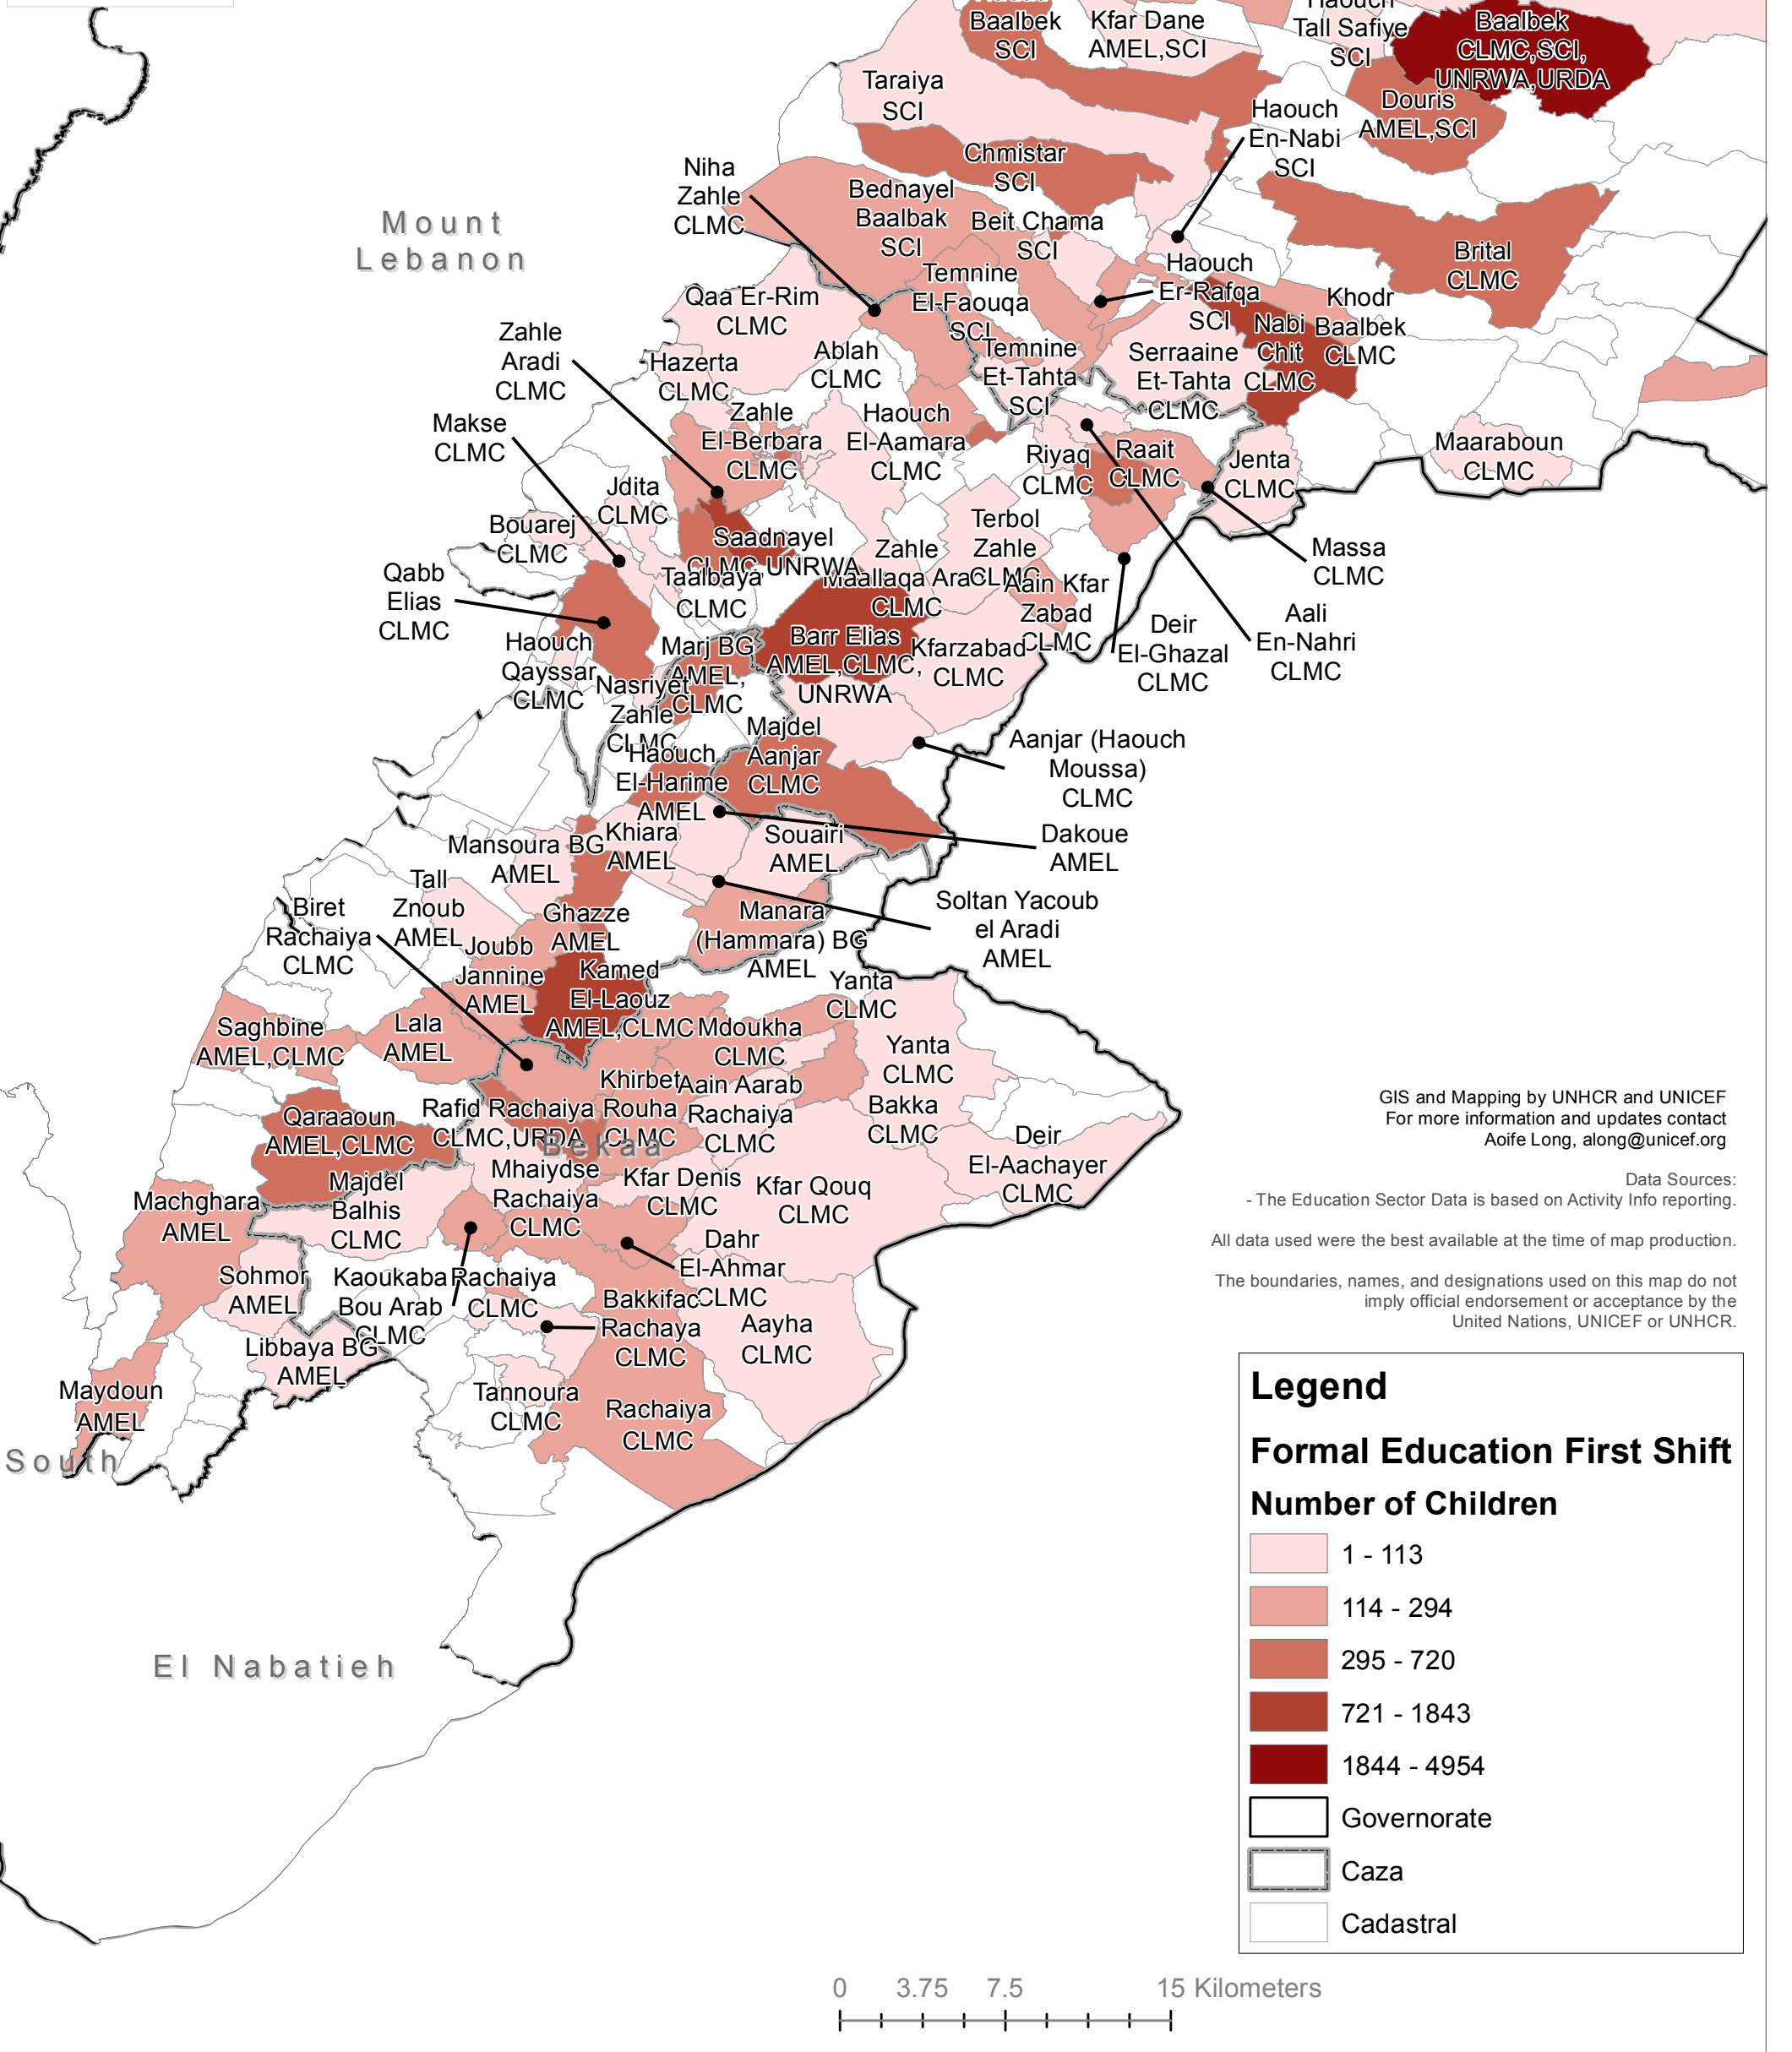 Baalbek
SCI
Kfar Dane
AMEL,SCI
Haouch
Tall Safiye
SCI
Baalbek
CLMC,SCI,
UNRWA,URDA
Douris
AMEL,SCI
Taraiya
SCI
Haouch
En-Nabi
SCI
Chmistar
SCI
Niha
Zahle
CLMC
Bednayel
Baalbak
SCI
Beit Chama
SCI
Mount
Lebanon
Brital
CLMC
Temnine
El-Faouqa
SCI
Haouch
Er-Rafqa
SCI
Khodr
Baalbek
CLMC
Nabi
Chit
CLMC
Qaa Er-Rim
CLMC
Zahle
Aradi
CLMC
Hazerta
CLMC
Ablah
CLMC
Temnine
Et-Tahta
SCI
Serraaine
Et-Tahta
CLMC
Makse
CLMC
Zahle
El-Berbara
CLMC
Haouch
El-Aamara
CLMC
Riyaq
CLMC
Raait
CLMC
Jenta
CLMC
Maaraboun
CLMC
Jdita
CLMC
Bouarej
CLMC
Saadnayel
CLMC,UNRWA
Terbol
Zahle
CLMC
Zahle
Maallaqa Aradi
CLMC
Massa
CLMC
Qabb
Elias
CLMC
Taalbaya
CLMC
Aain Kfar
Zabad
CLMC
Aali
En-Nahri
CLMC
Deir
El-Ghazal
CLMC
Haouch
Qayssar
CLMC
Marj BG
AMEL,
CLMC
Barr Elias
AMEL,CLMC,
UNRWA
Kfarzabad
CLMC
Nasriyet
Zahle
CLMC
Majdel
Aanjar
CLMC
Aanjar (Haouch
Moussa)
CLMC
Haouch
El-Harime
AMEL
Dakoue
AMEL
Khiara
AMEL
Souairi
AMEL
Mansoura BG
AMEL
Tall
Znoub
AMEL
Biret
Rachaiya
CLMC
Soltan Yacoub
el Aradi
AMEL
Ghazze
AMEL
Manara
(Hammara) BG
AMEL
Joubb
Jannine
AMEL
Kamed
El-Laouz
AMEL,CLMC
Yanta
CLMC
Saghbine
AMEL,CLMC
Lala
AMEL
Mdoukha
CLMC
Yanta
CLMC
Khirbet
Rouha
CLMC
Aain Aarab
Rachaiya
CLMC
Bakka
CLMC
Qaraaoun
AMEL,CLMC
Rafid Rachaiya
CLMC,URDA
Bekaa
Deir
El-Aachayer
CLMC
Mhaiydse
Rachaiya
CLMC
Kfar Denis
CLMC
Kfar Qouq
CLMC
Machghara
AMEL
Majdel
Balhis
CLMC
Dahr
El-Ahmar
CLMC
Sohmor
AMEL
Kaoukaba
Bou Arab
CLMC
Rachaiya
CLMC
Bakkifac
Rachaya
CLMC
Aayha
CLMC
Libbaya BG
AMEL
Maydoun
AMEL
Tannoura
CLMC
Rachaiya
CLMC
South
El Nabatieh
GIS and Mapping by UNHCR and UNICEF
For more information and updates contact
Aoife Long, along@unicef.org
Data Sources:
- The Education Sector Data is based on Activity Info reporting.
All data used were the best available at the time of map production.
The boundaries, names, and designations used on this map do not
imply official endorsement or acceptance by the
United Nations, UNICEF or UNHCR.
Legend
Formal Education First Shift
Number of Children
1 - 113
114 - 294
295 - 720
721 - 1843
1844 - 4954
Governorate
Caza
Cadastral
0 3.75 7.5 15 Kilometers